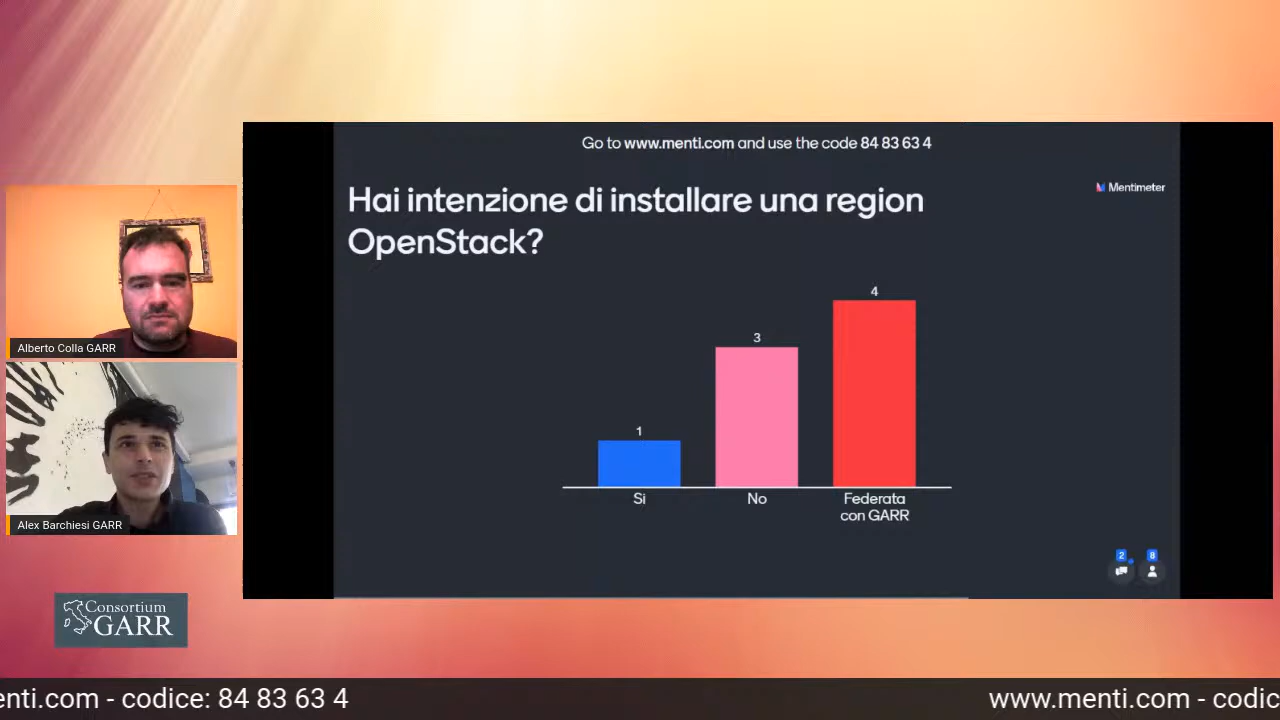 Go to www.menti.com and use the code 84 83 63 4
Mentimeter
Hai intenzione di installare una region
OpenStack?
4
3
1
Si
No
Federata
con GARR
2
8
Alberto Colla GARR
Alex Barchiesi GARR
Consortium
GARR
enti.com - codice: 84 83 63 4
www.menti.com - codic